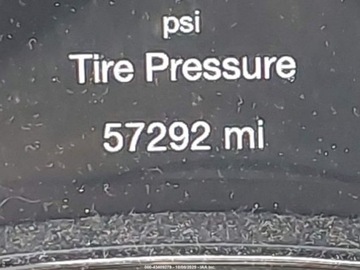 psi
Tire Pressure
57292 mi